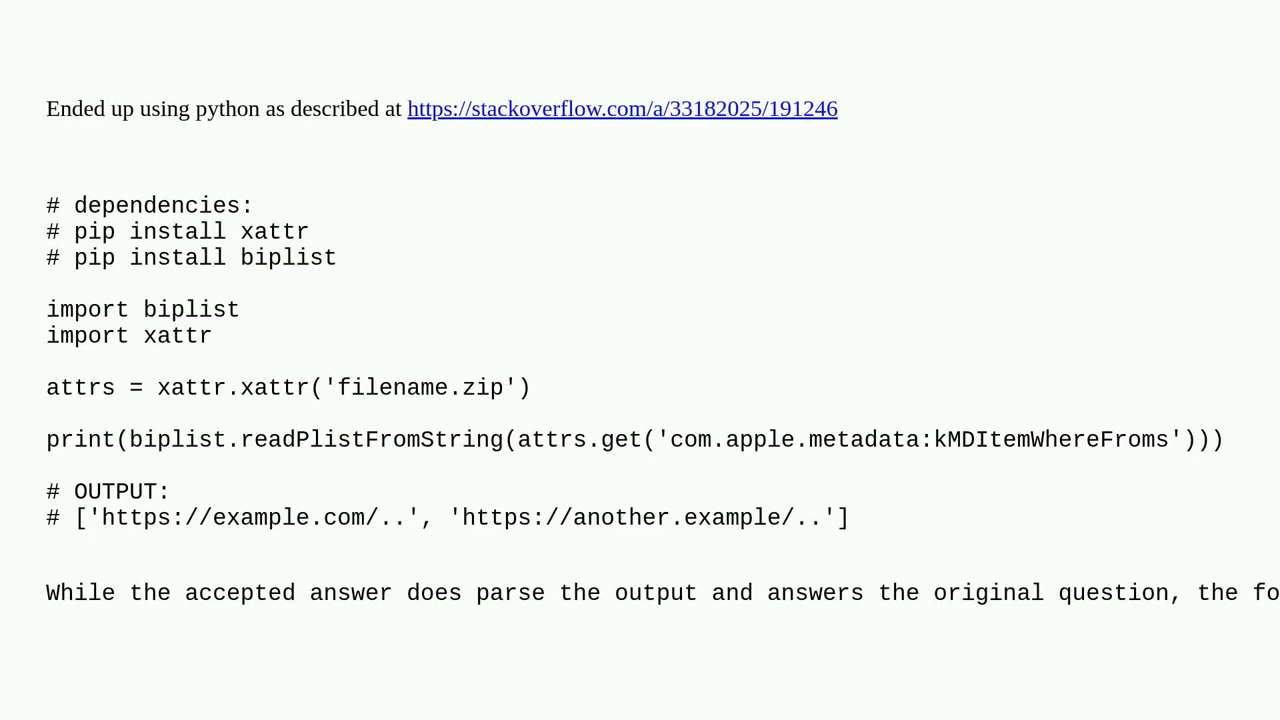 Ended up using python as described at https://stackoverflow.com/a/33182025/191246
# dependencies:
# pip install xattr
# pip install biplist
import biplist
import xattr
attrs = xattr.xattr('filename.zip')
print(biplist.readPlistFromString(attrs.get('com.apple.metadata:kMDItemWhereFroms')))
# OUTPUT:
# ['https://example.com/..', 'https://another.example/..']
While the accepted answer does parse the output and answers the original question, the